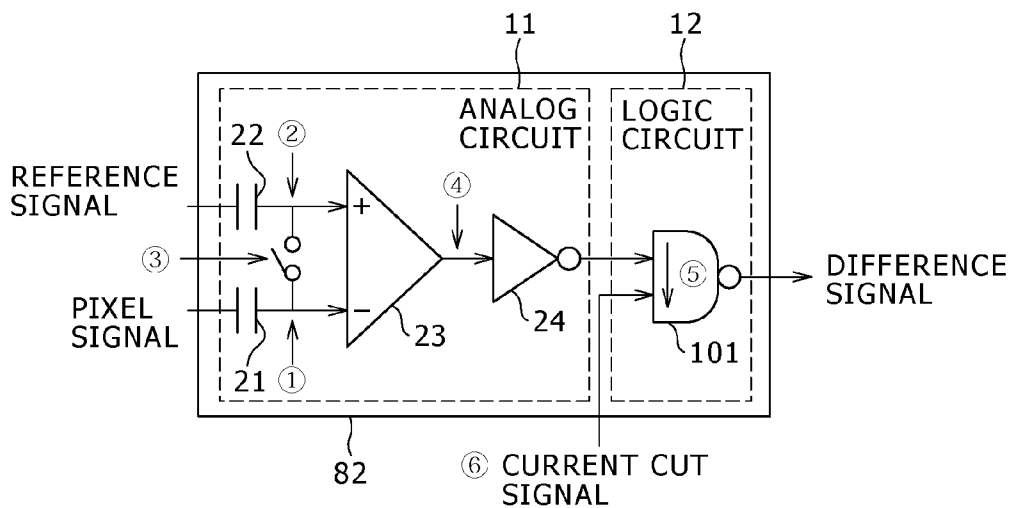 11
12
ANALOG
CIRCUIT
LOGIC
CIRCUIT
22
②
REFERENCE
SIGNAL
+
④
③
⑤
DIFFERENCE
SIGNAL
PIXEL
SIGNAL
−
23
24
101
21
①
82
⑥ CURRENT CUT
SIGNAL